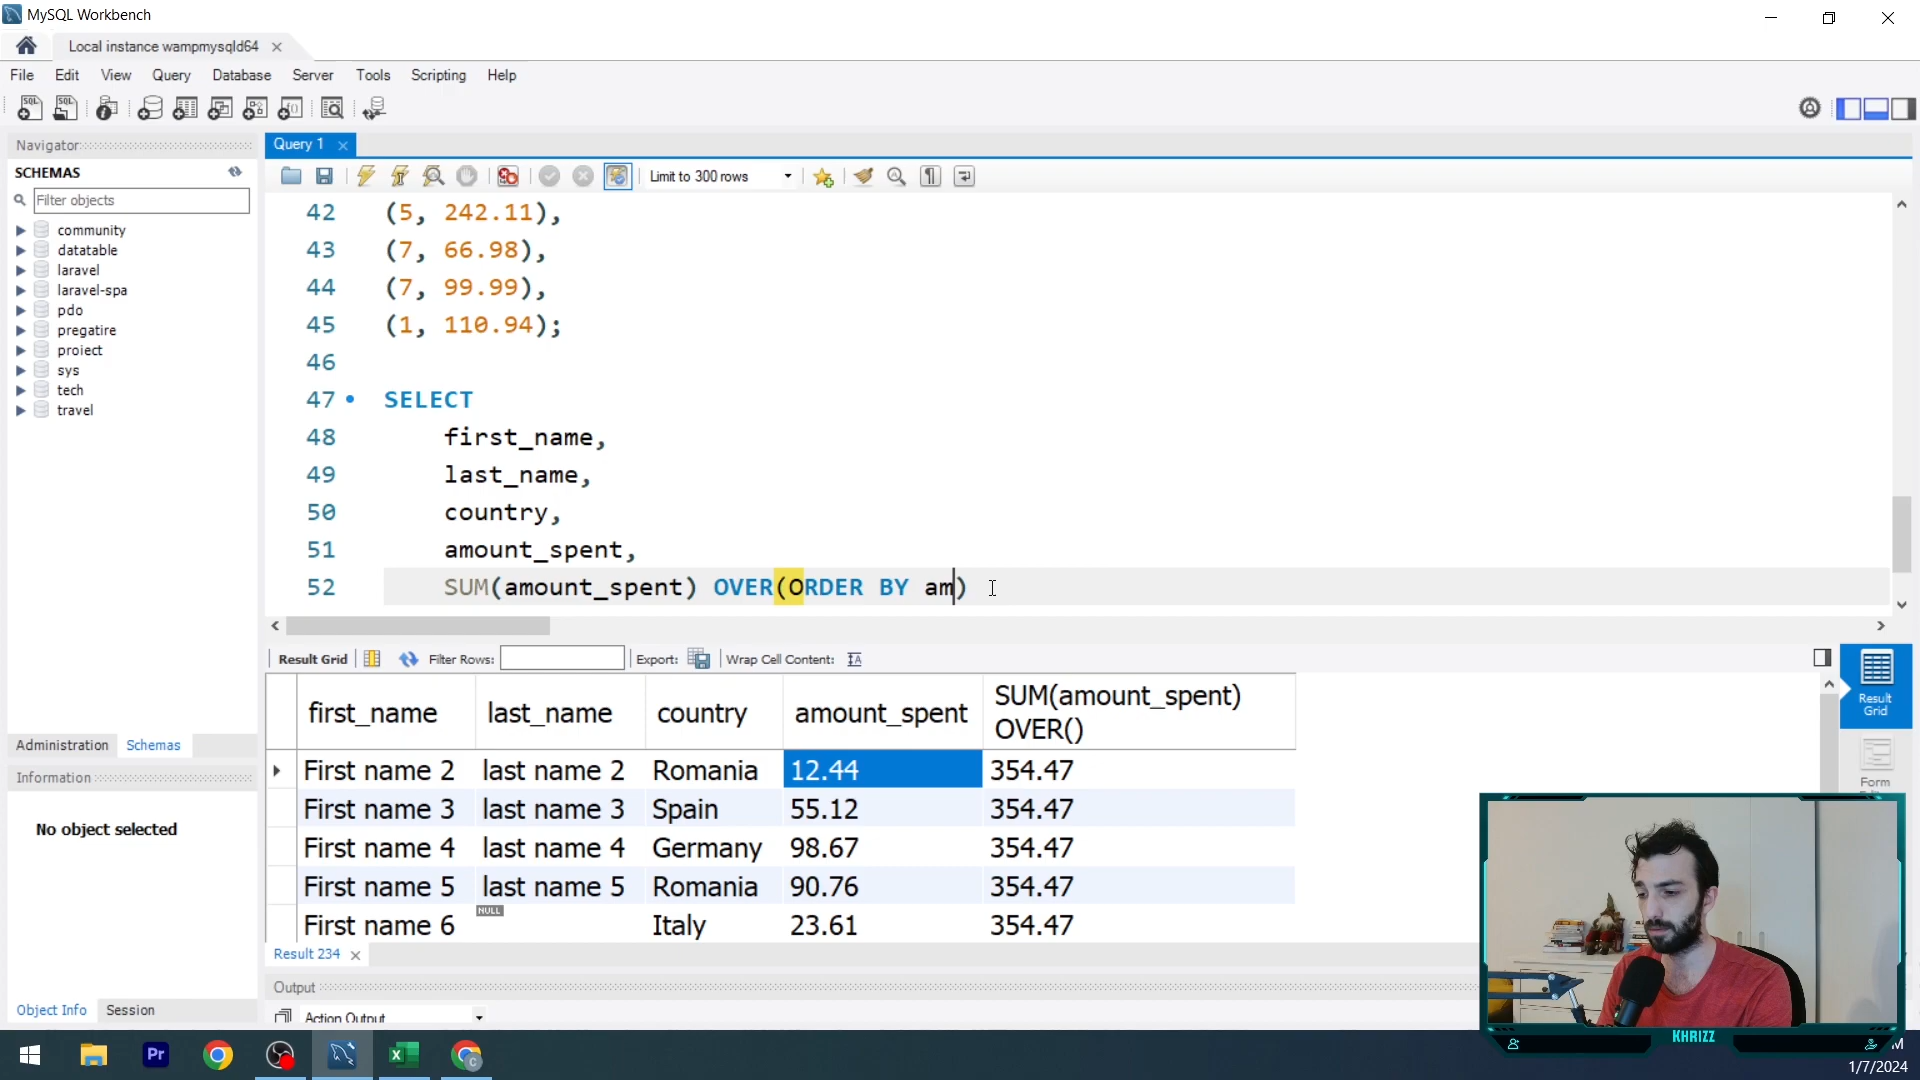 MySQL Workbench
Local instance wampmysqld64
File Edit View Query Database Server Tools Scripting Help
Navigator
SCHEMAS
Filter objects
community
datatable
laravel
laravel-spa
pdo
pregatire
proiect
sys
tech
travel
Administration Schemas
Information
No object selected
Object Info Session
Query 1
Limit to 300 rows
42 (5, 242.11),
43 (7, 66.98),
44 (7, 99.99),
45 (1, 110.94);
46
47 SELECT
48 first_name,
49 last_name,
50 country,
51 amount_spent,
52 SUM(amount_spent) OVER(ORDER BY am)
Result Grid Filter Rows: Export: Wrap Cell Content:
first_name last_name country amount_spent SUM(amount_spent) OVER()
First name 2 last name 2 Romania 12.44 354.47
First name 3 last name 3 Spain 55.12 354.47
First name 4 last name 4 Germany 98.67 354.47
First name 5 last name 5 Romania 90.76 354.47
First name 6 NULL Italy 23.61 354.47
Result Grid
Form
Result 234
Output
Action Output
KHRIZZ
Pr
M
1/7/2024